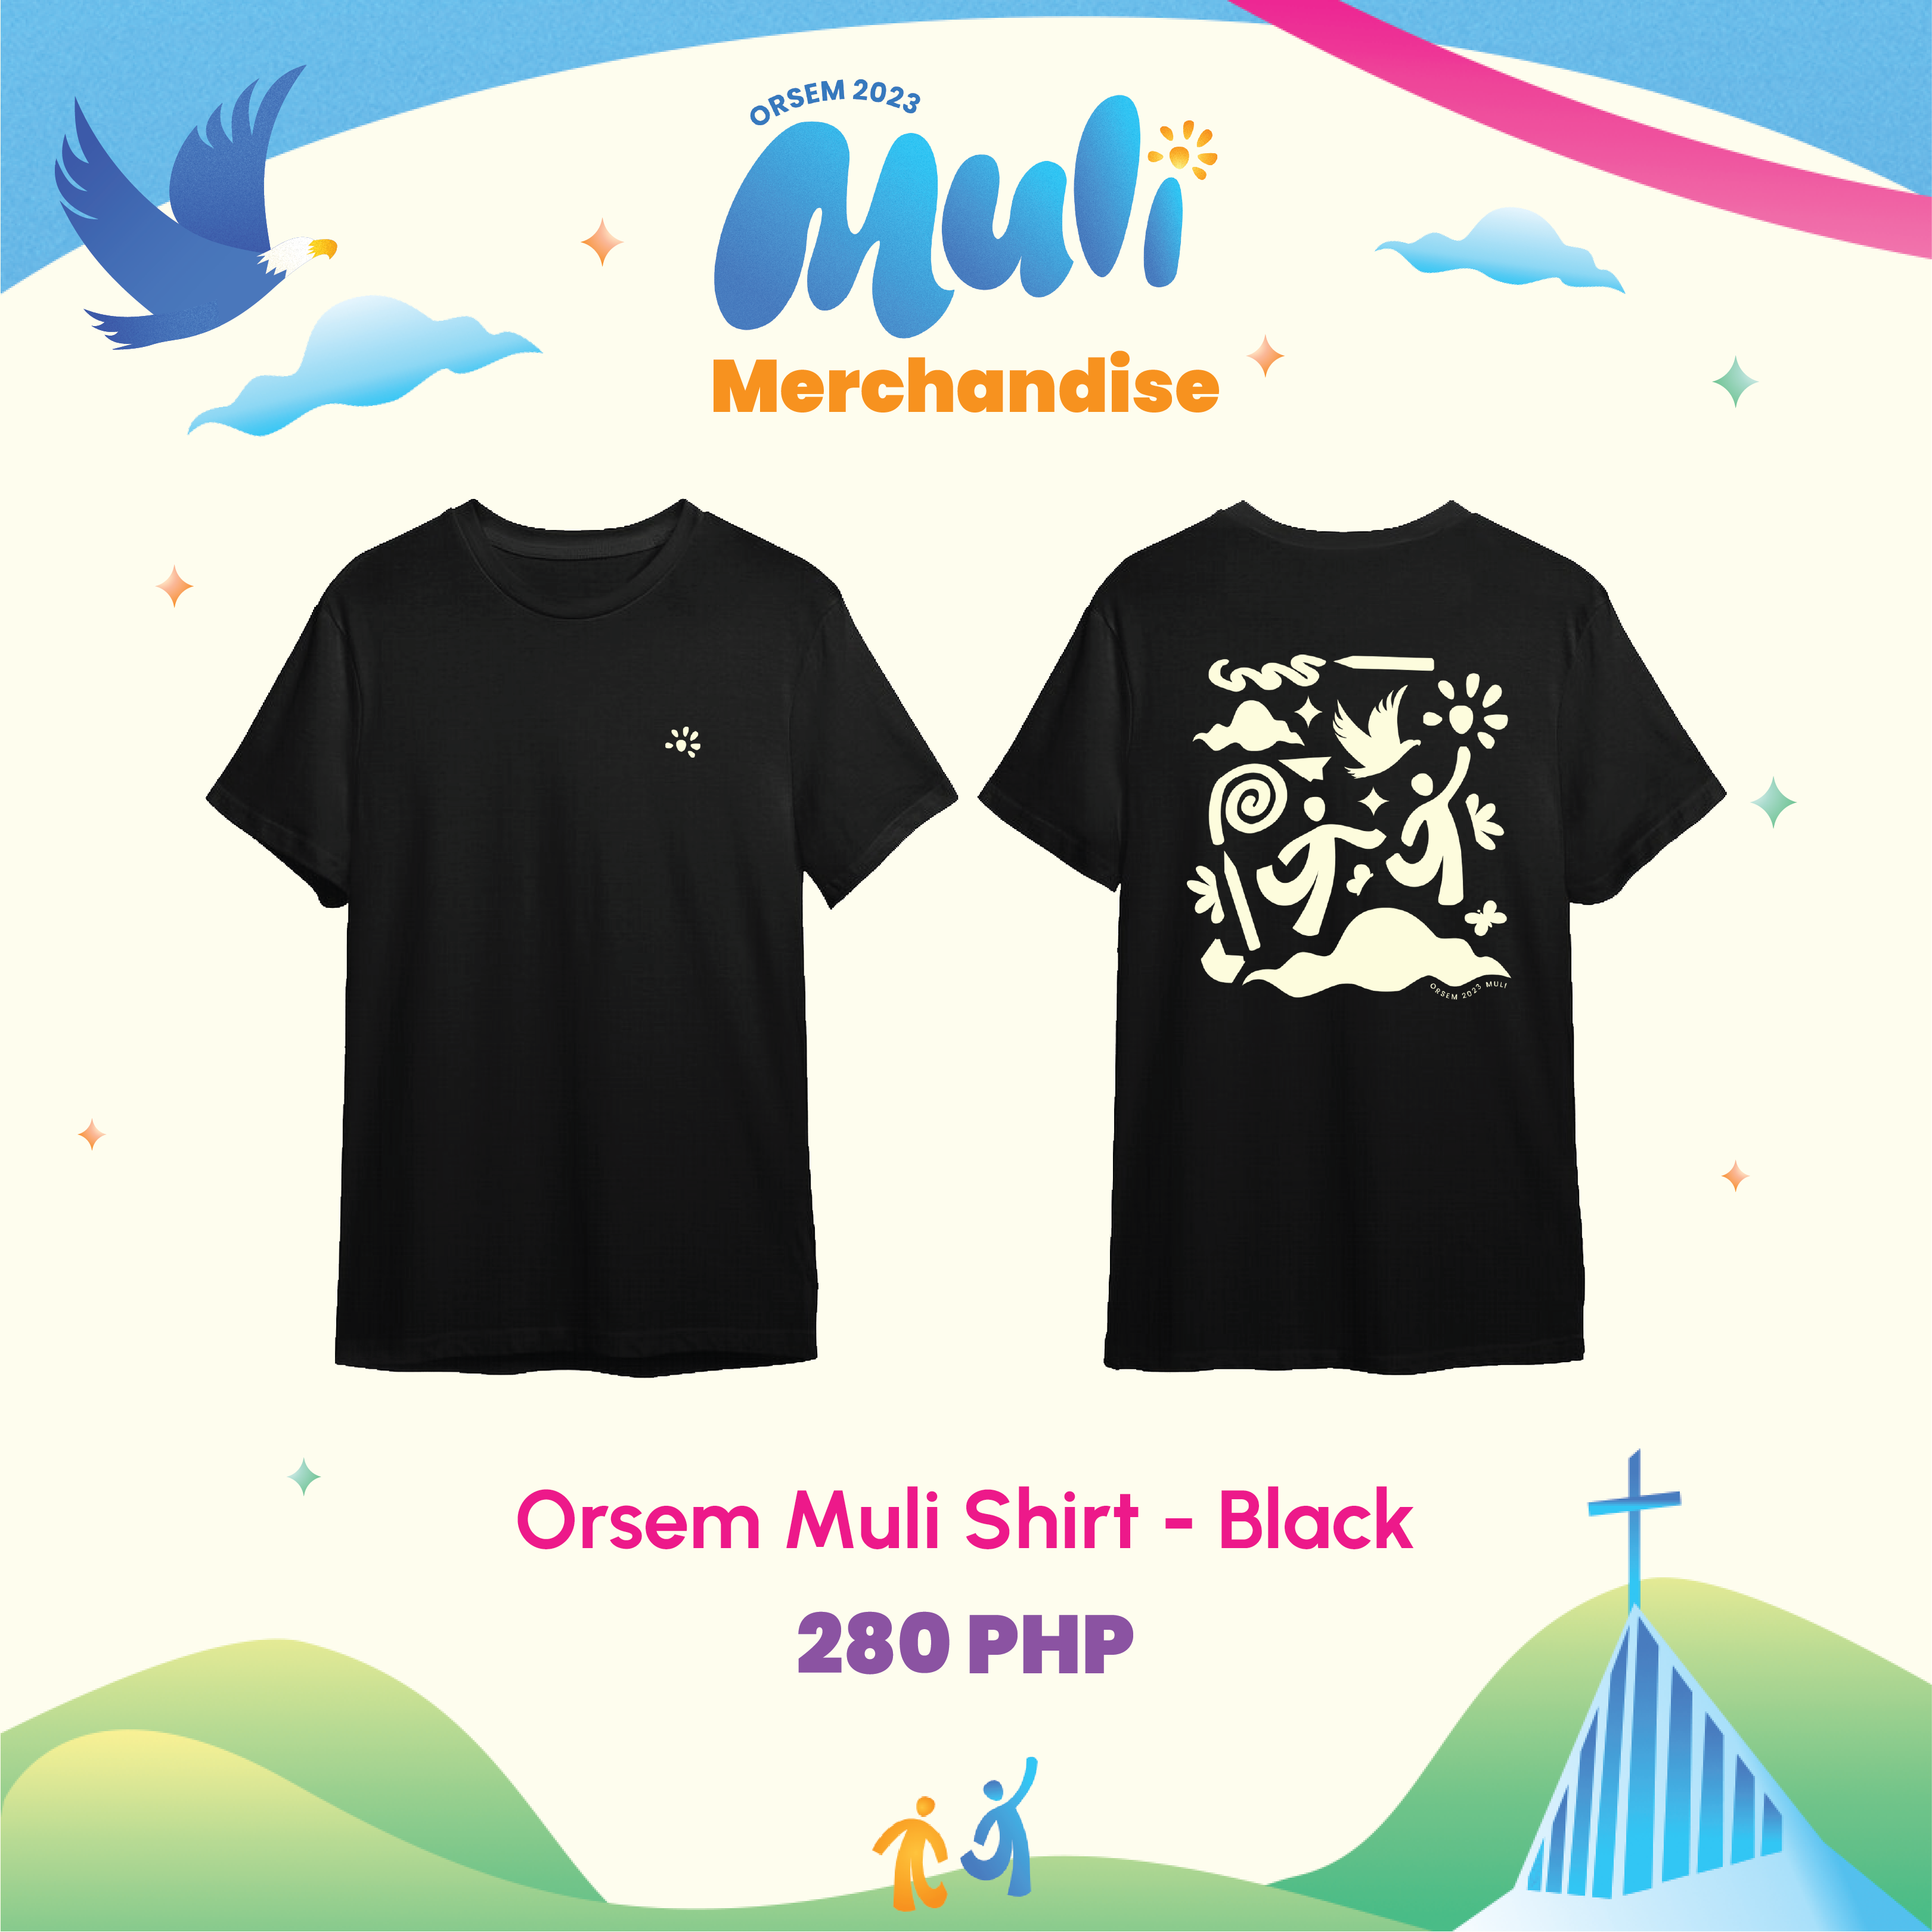 ORSEM 2023
Muli
Merchandise
ORSEM 2023 MULI
Orsem Muli Shirt - Black
280 PHP